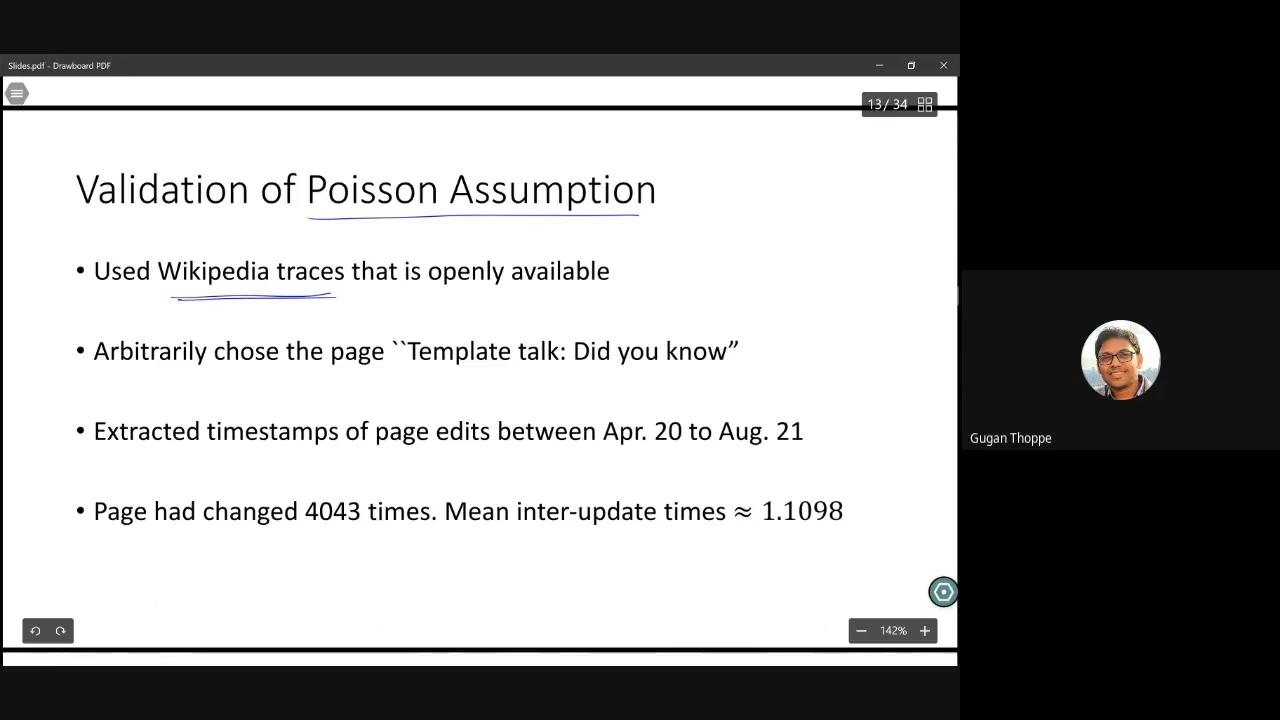 Slides.pdf - Drawboard PDF
13 / 34
Validation of Poisson Assumption
• Used Wikipedia traces that is openly available
• Arbitrarily chose the page ``Template talk: Did you know”
• Extracted timestamps of page edits between Apr. 20 to Aug. 21
• Page had changed 4043 times. Mean inter-update times ≈ 1.1098
142%
Gugan Thoppe